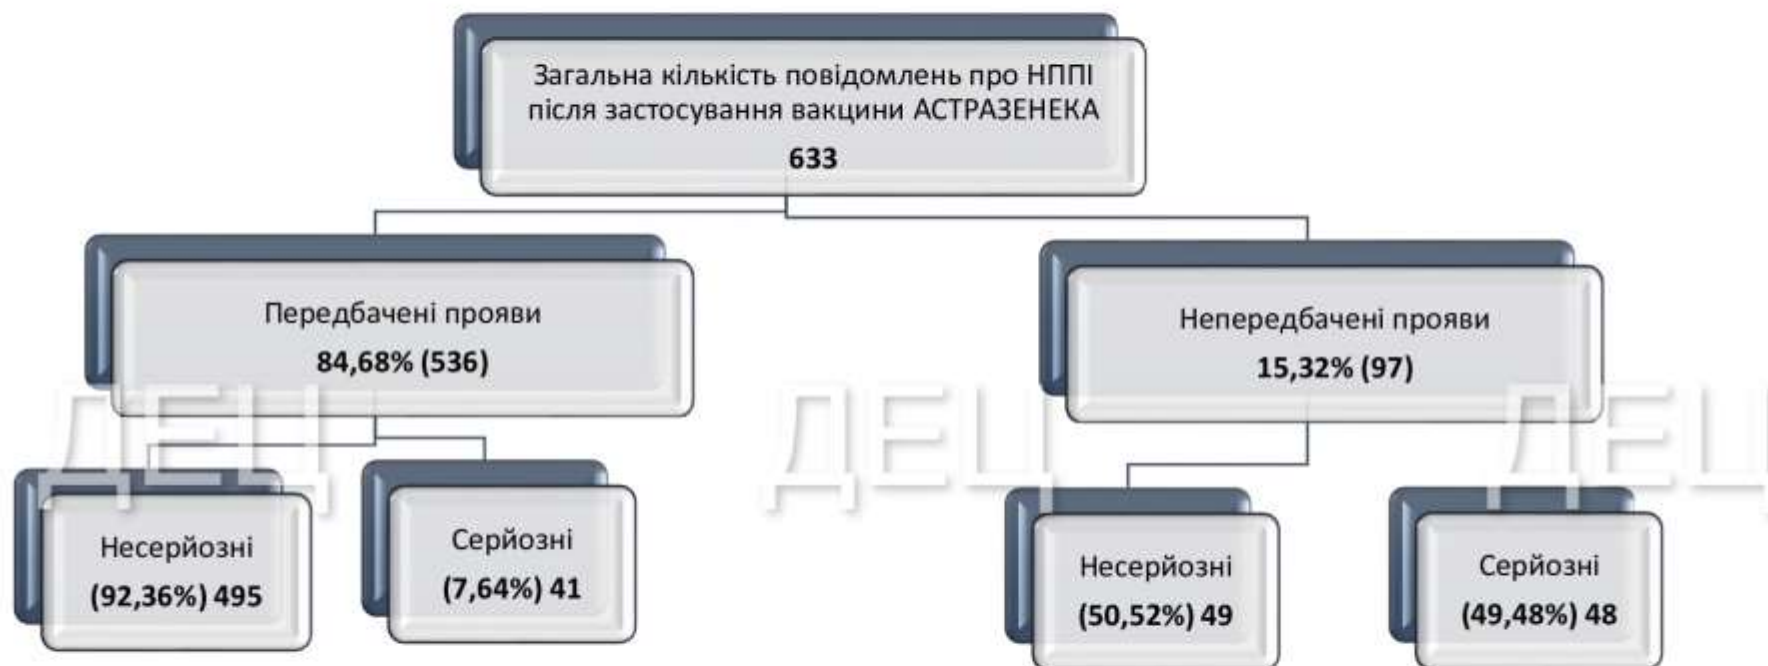 Загальна кількість повідомлень про НППІ
після застосування вакцини АСТРАЗЕНЕКА
633
Передбачені прояви
84,68% (536)
Непередбачені прояви
15,32% (97)
ДЕЦ
ДЕЦ
ДЕЦ
Несерйозні
(92,36%) 495
Серйозні
(7,64%) 41
Несерйозні
(50,52%) 49
Серйозні
(49,48%) 48